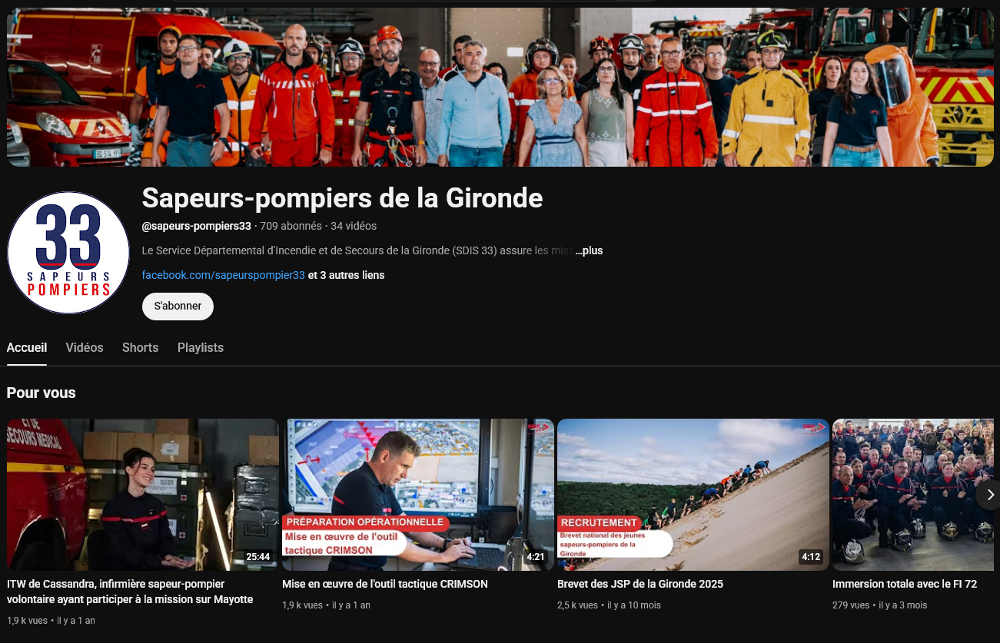 18
DQ 514 YF
33
SAPEURS
POMPIERS
Sapeurs-pompiers de la Gironde
@sapeurs-pompiers33 · 709 abonnés · 34 vidéos
Le Service Départemental d'Incendie et de Secours de la Gironde (SDIS 33) assure les miss ...plus
facebook.com/sapeurspompier33 et 3 autres liens
S'abonner
Accueil Vidéos Shorts Playlists
Pour vous
ET DE
SECOURS MEDICAL
25:44
PRÉPARATION OPÉRATIONNELLE
Mise en œuvre de l'outil
tactique CRIMSON
4:21
RECRUTEMENT
Brevet national des jeunes
sapeurs-pompiers de la
Gironde
4:12
ITW de Cassandra, infirmière sapeur-pompier
volontaire ayant participer à la mission sur Mayotte
1,9 k vues • il y a 1 an
Mise en œuvre de l'outil tactique CRIMSON
1,9 k vues • il y a 1 an
Brevet des JSP de la Gironde 2025
2,5 k vues • il y a 10 mois
Immersion totale avec le FI 72
279 vues • il y a 3 mois